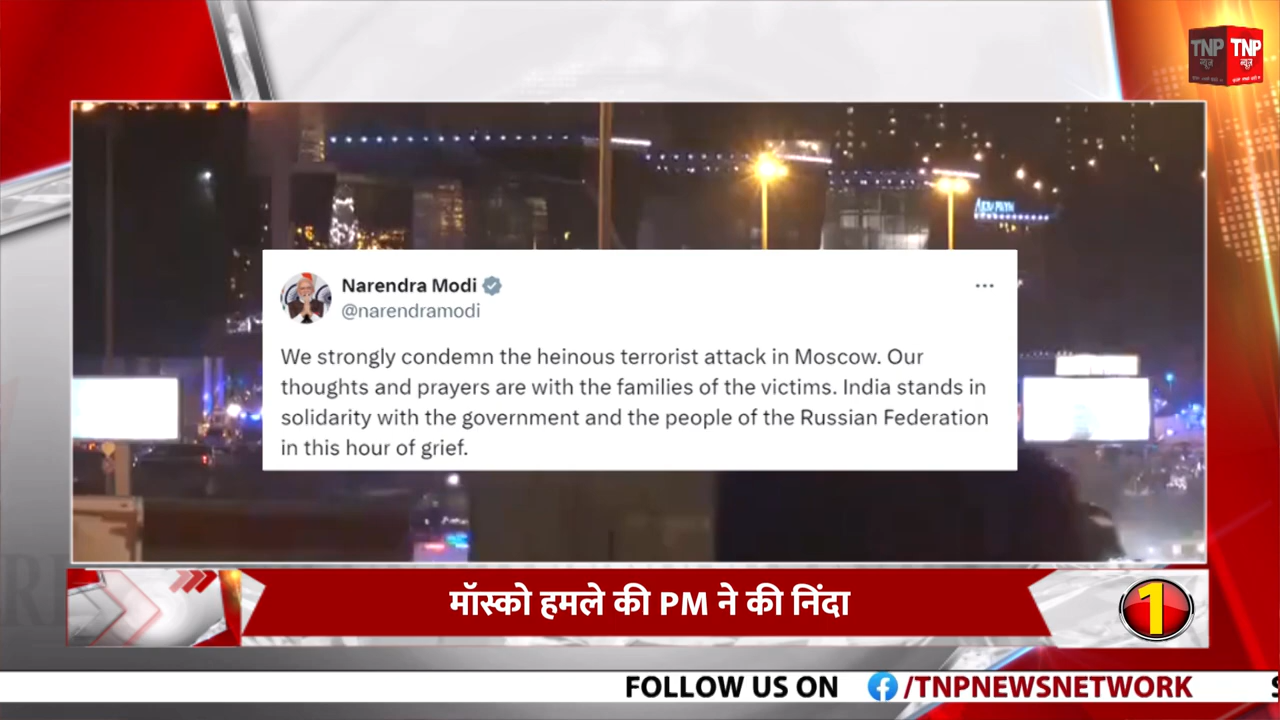 TNP TNP
न्यूज़ न्यूज़
Narendra Modi
@narendramodi
We strongly condemn the heinous terrorist attack in Moscow. Our
thoughts and prayers are with the families of the victims. India stands in
solidarity with the government and the people of the Russian Federation
in this hour of grief.
मॉस्को हमले की PM ने की निंदा
1
FOLLOW US ON /TNPNEWSNETWORK